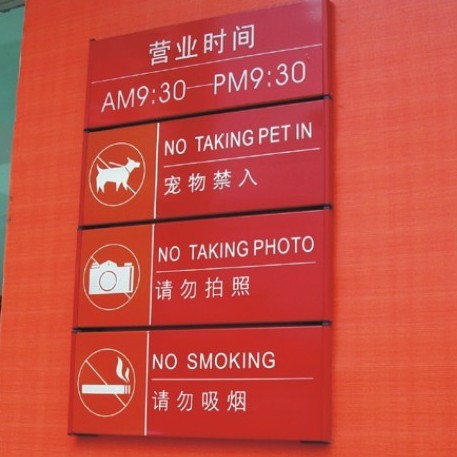 营业时间
AM9:30—PM9:30
NO TAKING PET IN
宠物禁入
NO TAKING PHOTO
请勿拍照
NO SMOKING
请勿吸烟